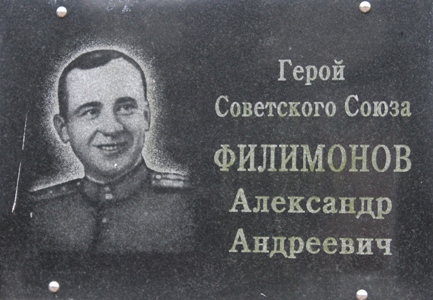 Герой
Советского Союза
ФИЛИМОНОВ
Александр
Андреевич